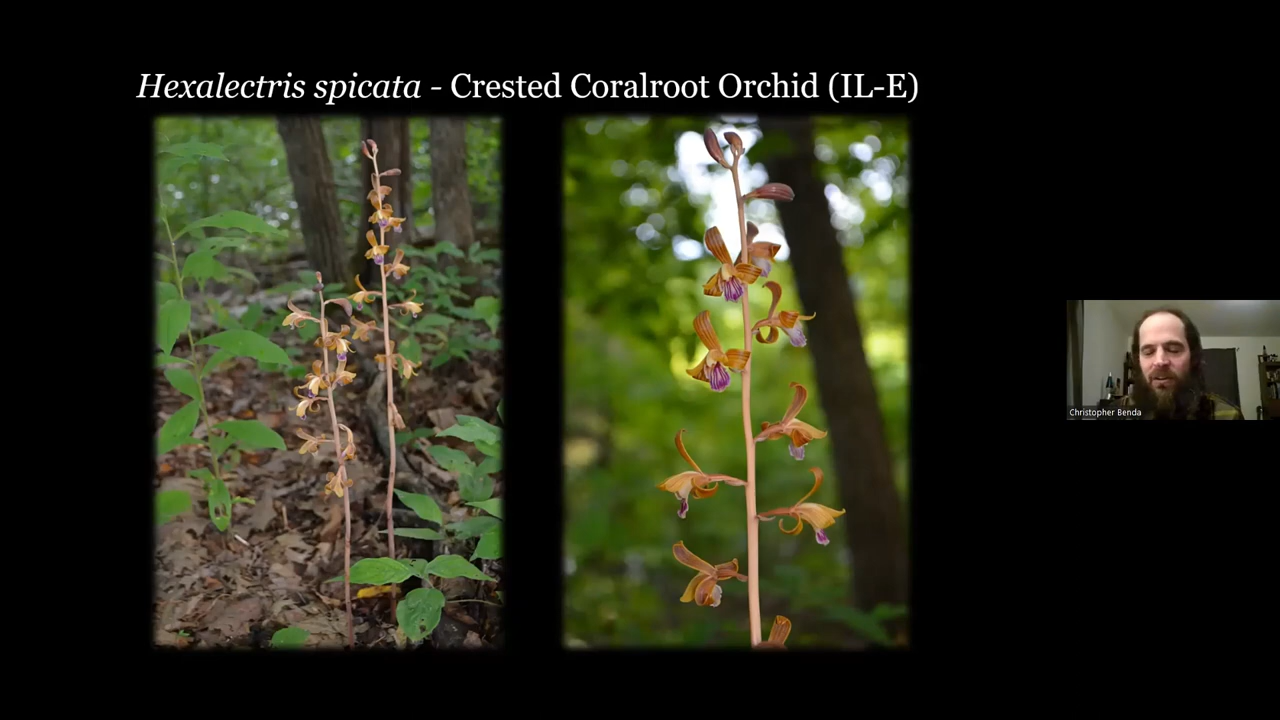 Hexalectris spicata - Crested Coralroot Orchid (IL-E)
Christopher Benda